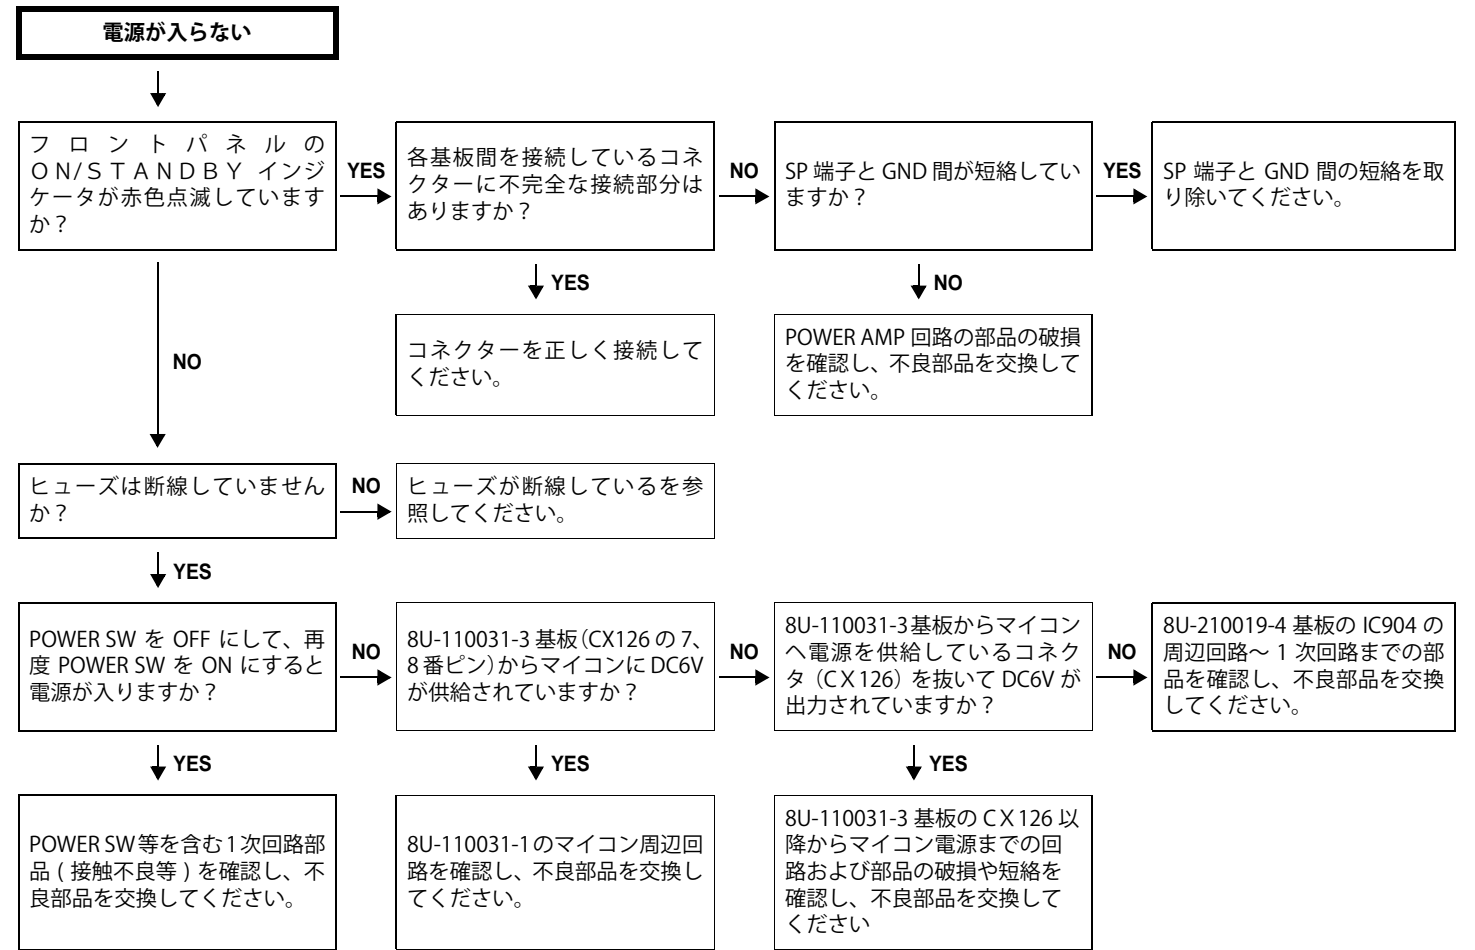 電源が入らない
フロントパネルの
ＯＮ/ＳＴＡＮＤＢＹ インジ
ケータが赤色点滅しています
か？
YES
各基板間を接続しているコネ
クターに不完全な接続部分は
ありますか？
NO
SP 端子と GND 間が短絡してい
ますか？
YES
SP 端子と GND 間の短絡を取
り除いてください。
YES
NO
NO
コネクターを正しく接続して
ください。
POWER AMP 回路の部品の破損
を確認し、不良部品を交換して
ください。
ヒューズは断線していません
か？
NO
ヒューズが断線しているを参
照してください。
YES
POWER SW を OFF にして、再
度 POWER SW を ON にすると
電源が入りますか？
NO
8U-110031-3 基板（CX126 の 7、
8 番ピン）からマイコンに DC6V
が供給されていますか？
NO
8U-110031-3 基板からマイコン
へ電源を供給しているコネク
タ（CＸ126）を抜いて DC6V が
出力されていますか？
NO
8U-210019-4 基板の IC904 の
周辺回路～ 1 次回路までの部
品を確認し、不良部品を交換
してください。
YES
YES
YES
POWER SW 等を含む 1 次回路部
品 ( 接触不良等 ) を確認し、不
良部品を交換してください。
8U-110031-1 のマイコン周辺回
路を確認し、不良部品を交換し
てください。
8U-110031-3 基板の CＸ126 以
降からマイコン電源までの回
路および部品の破損や短絡を
確認し、不良部品を交換して
ください